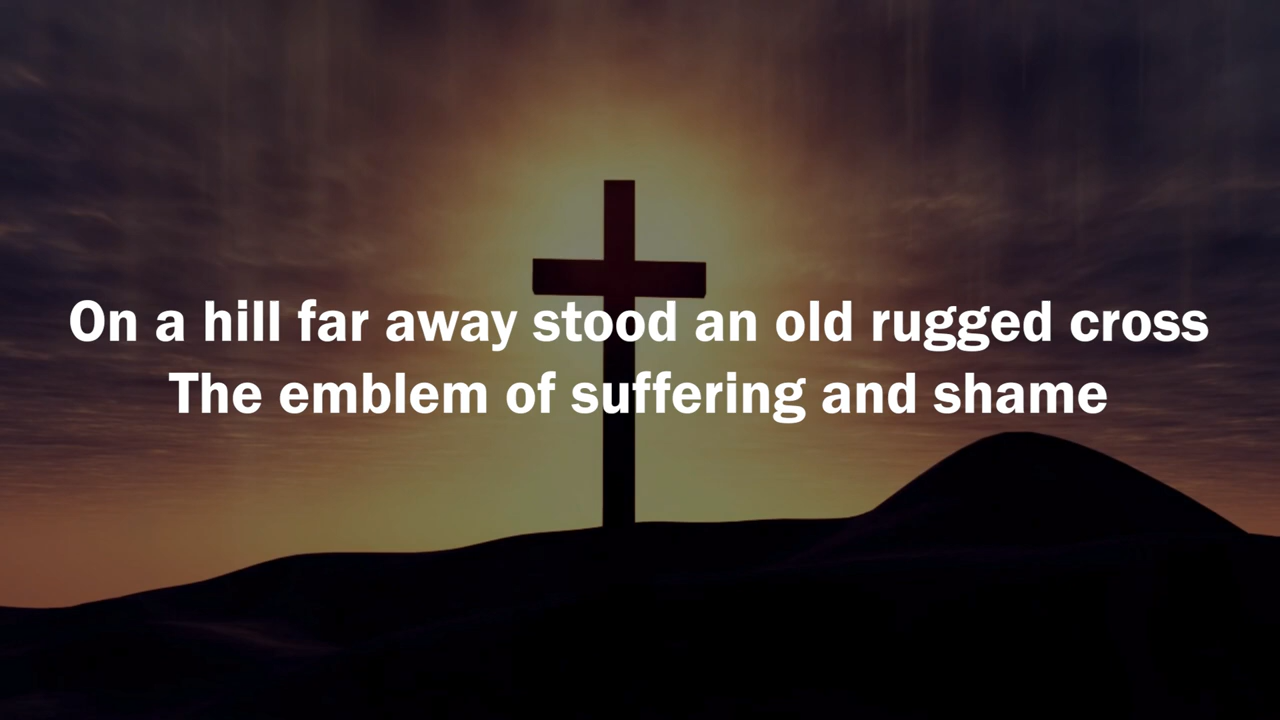 On a hill far away stood an old rugged cross
The emblem of suffering and shame